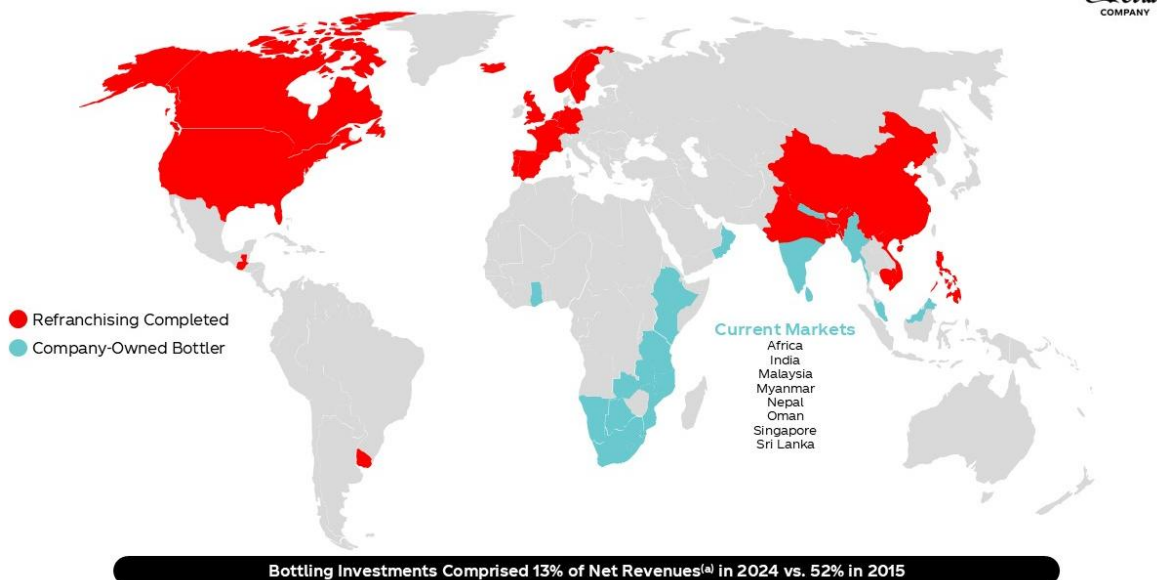 COMPANY
Refranchising Completed
Company-Owned Bottler
Current Markets
Africa
India
Malaysia
Myanmar
Nepal
Oman
Singapore
Sri Lanka
Bottling Investments Comprised 13% of Net Revenues(a) in 2024 vs. 52% in 2015